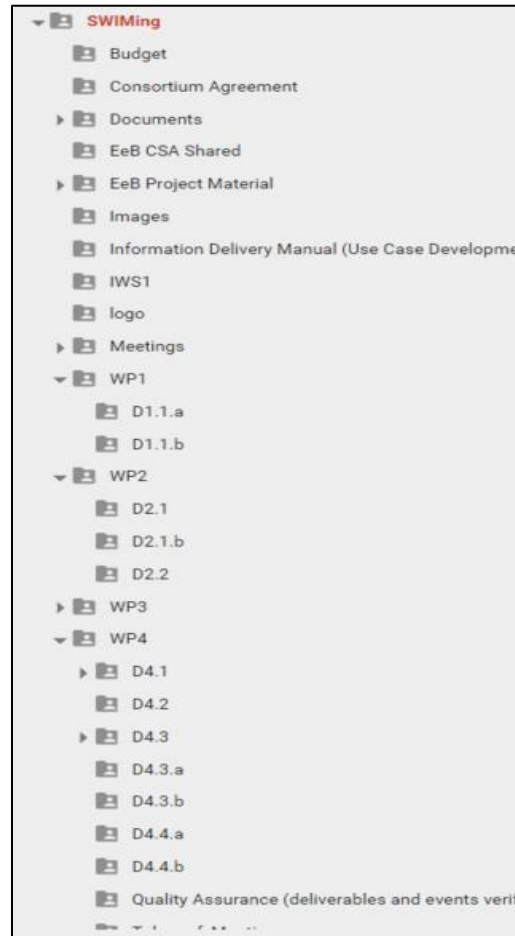 SWIMing
Budget
Consortium Agreement
Documents
EeB CSA Shared
EeB Project Material
Images
Information Delivery Manual (Use Case Developme
IWS1
logo
Meetings
WP1
D1.1.a
D1.1.b
WP2
D2.1
D2.1.b
D2.2
WP3
WP4
D4.1
D4.2
D4.3
D4.3.a
D4.3.b
D4.4.a
D4.4.b
Quality Assurance (deliverables and events verif